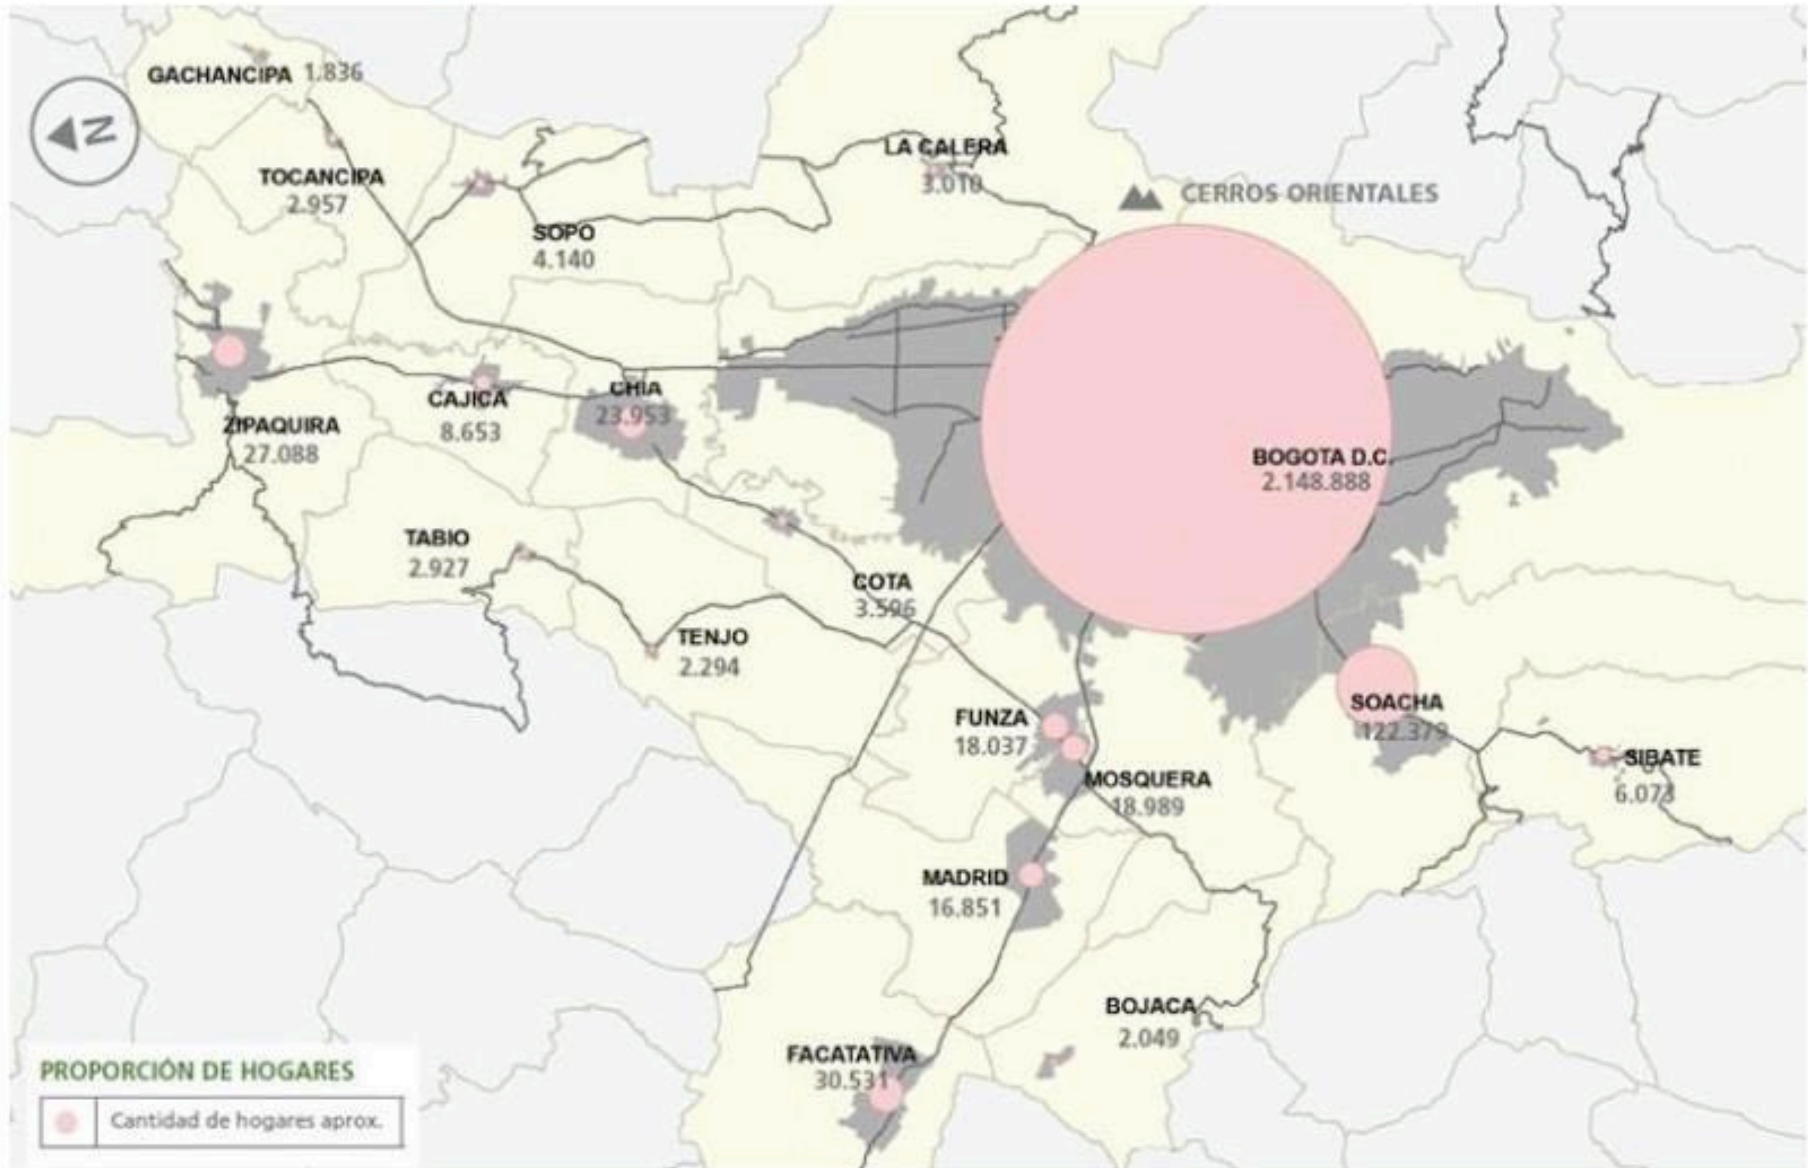 GACHANCIPA 1.836
N
TOCANCIPA
2.957
LA CALERA
3.010
CERROS ORIENTALES
SOPO
4.140
CHIA
23.953
CAJICA
8.653
ZIPAQUIRA
27.088
BOGOTA D.C.
2.148.888
TABIO
2.927
COTA
3.596
TENJO
2.294
FUNZA
18.037
SOACHA
122.379
SIBATE
6.073
MOSQUERA
18.989
MADRID
16.851
BOJACA
2.049
FACATATIVA
30.531
PROPORCIÓN DE HOGARES
Cantidad de hogares aprox.